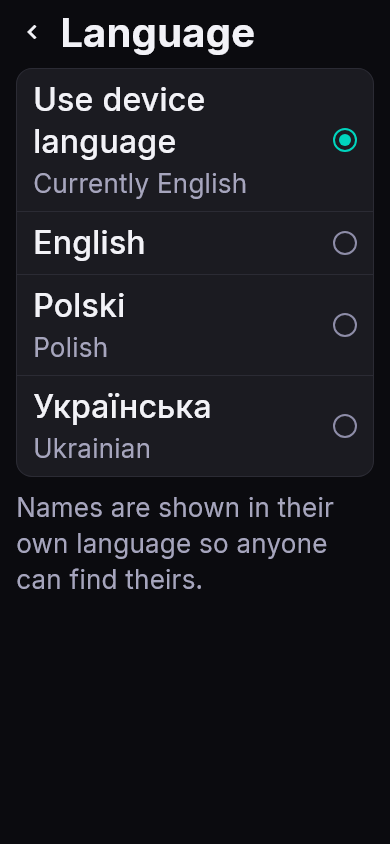 Language
Use device
language
Currently English
English
Polski
Polish
Українська
Ukrainian
Names are shown in their
own language so anyone
can find theirs.